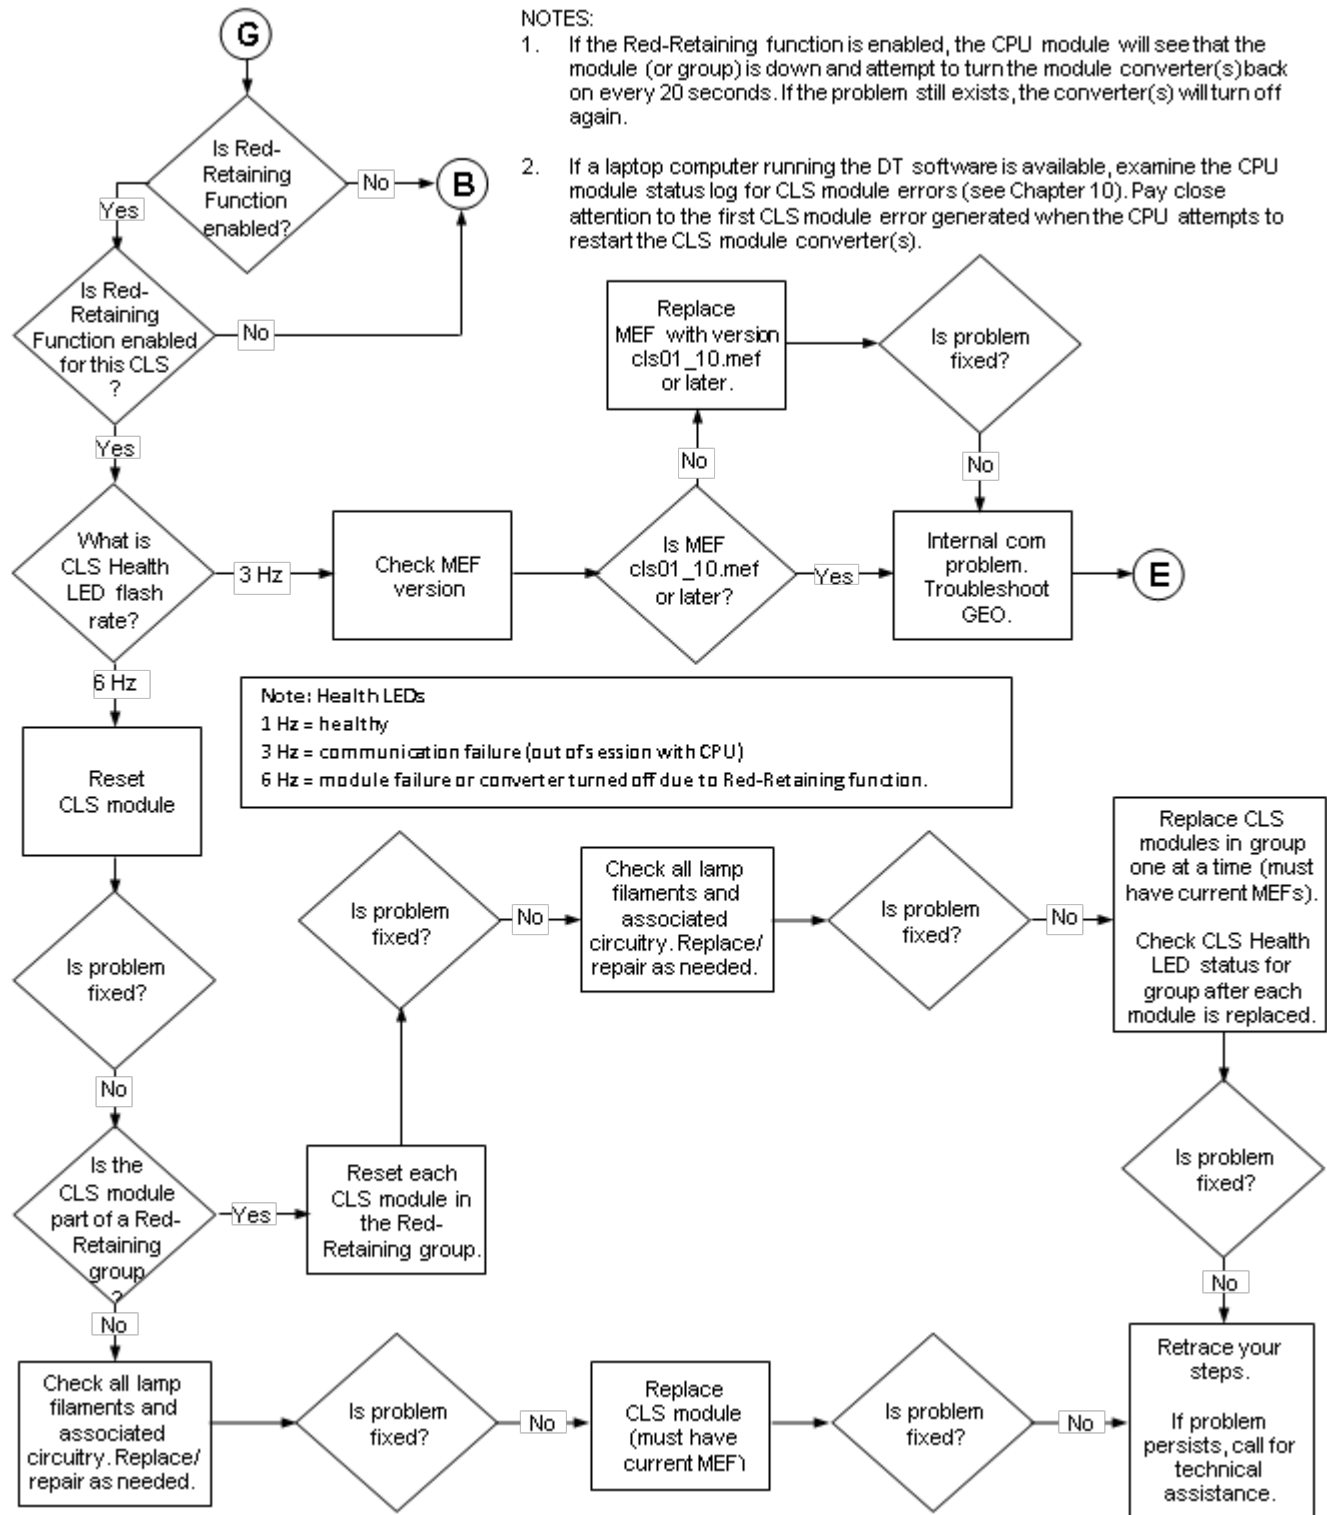 G
NOTES:
1. If the Red-Retaining function is enabled, the CPU module will see that the
module (or group) is down and attempt to turn the module converter(s) back
on every 20 seconds. If the problem still exists, the converter(s) will turn off
again.
2. If a laptop computer running the DT software is available, examine the CPU
module status log for CLS module errors (see Chapter 10). Pay close
attention to the first CLS module error generated when the CPU attempts to
restart the CLS module converter(s).
Is Red-
Retaining
Function
enabled?
No
B
Yes
Is Red-
Retaining
Function enabled
for this CLS
?
No
Yes
What is
CLS Health
LED flash
rate?
3 Hz
Check MEF
version
Is MEF
cls01_10.mef
or later?
No
Replace
MEF with version
cls01_10.mef
or later.
Is problem
fixed?
No
Yes
Internal com
problem.
Troubleshoot
GEO.
E
6 Hz
Note: Health LEDs
1 Hz = healthy
3 Hz = communication failure (out of session with CPU)
6 Hz = module failure or converter turned off due to Red-Retaining function.
Reset
CLS module
Is problem
fixed?
No
Is the
CLS module
part of a Red-
Retaining
group
?
Yes
Reset each
CLS module in
the Red-
Retaining group.
Is problem
fixed?
No
Check all lamp
filaments and
associated
circuitry. Replace/
repair as needed.
Is problem
fixed?
No
Replace CLS
modules in group
one at a time (must
have current MEFs).
Check CLS Health
LED status for
group after each
module is replaced.
Is problem
fixed?
No
No
Check all lamp
filaments and
associated
circuitry. Replace/
repair as needed.
Is problem
fixed?
No
Replace
CLS module
(must have
current MEF)
Is problem
fixed?
No
Retrace your
steps.
If problem
persists, call for
technical
assistance.